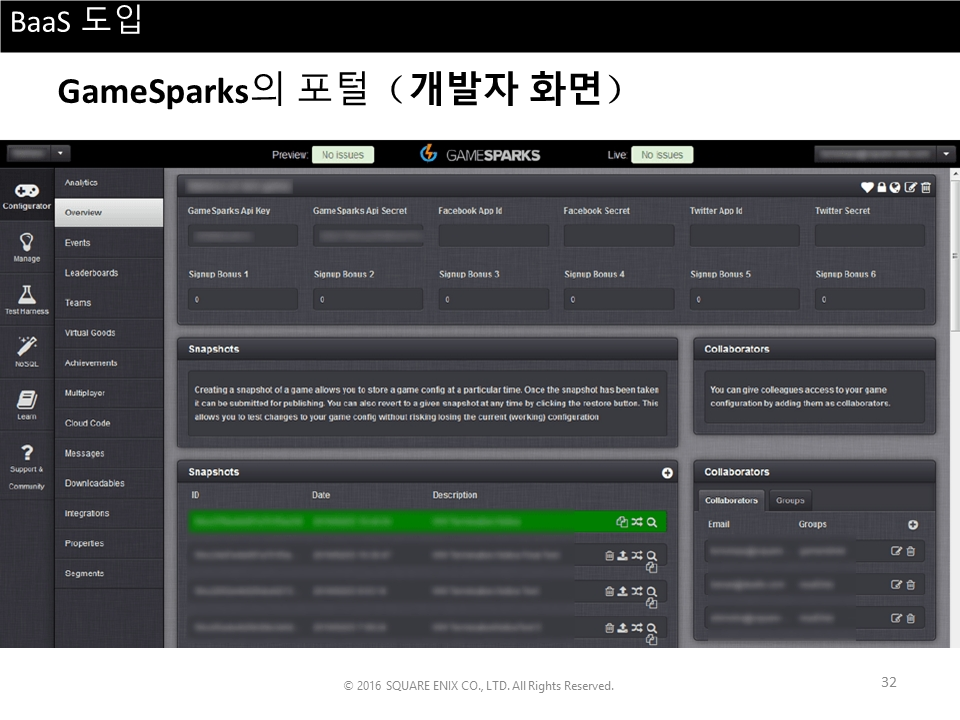 BaaS 도입
GameSparks의 포털（개발자 화면）
Preview: No issues
GAMESPARKS
Live: No issues
Configurator
Manage
Test Harness
NoSQL
Learn
Support &
Community
Analytics
Overview
Events
Leaderboards
Teams
Virtual Goods
Achievements
Multiplayer
Cloud Code
Messages
Downloadables
Integrations
Properties
Segments
GameSparks Api Key GameSparks Api Secret Facebook App Id Facebook Secret Twitter App Id Twitter Secret
Signup Bonus 1 Signup Bonus 2 Signup Bonus 3 Signup Bonus 4 Signup Bonus 5 Signup Bonus 6
0 0 0 0 0 0
Snapshots
Creating a snapshot of a game allows you to store a game config at a particular time. Once the snapshot has been taken
it can be submitted for publishing. You can also revert to a given snapshot at any time by clicking the restore button. This
allows you to test changes to your game config without risking losing the current (working) configuration
Collaborators
You can give colleagues access to your game
configuration by adding them as collaborators.
Snapshots
ID Date Description
Collaborators
Collaborators Groups
Email Groups
© 2016 SQUARE ENIX CO., LTD. All Rights Reserved.
32